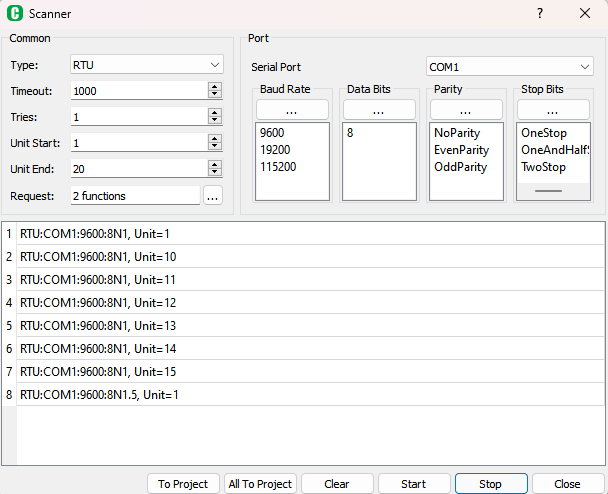 Scanner ? ×
Common
Type: RTU
Timeout: 1000
Tries: 1
Unit Start: 1
Unit End: 20
Request: 2 functions ...
Port
Serial Port COM1
Baud Rate
...
9600
19200
115200
Data Bits
...
8
Parity
...
NoParity
EvenParity
OddParity
Stop Bits
...
OneStop
OneAndHalf
TwoStop
1 RTU:COM1:9600:8N1, Unit=1
2 RTU:COM1:9600:8N1, Unit=10
3 RTU:COM1:9600:8N1, Unit=11
4 RTU:COM1:9600:8N1, Unit=12
5 RTU:COM1:9600:8N1, Unit=13
6 RTU:COM1:9600:8N1, Unit=14
7 RTU:COM1:9600:8N1, Unit=15
8 RTU:COM1:9600:8N1.5, Unit=1
To Project All To Project Clear Start Stop Close